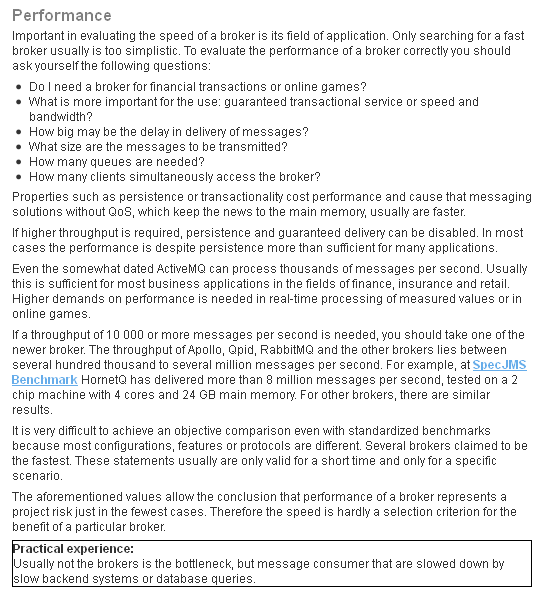 Performance
Important in evaluating the speed of a broker is its field of application. Only searching for a fast
broker usually is too simplistic. To evaluate the performance of a broker correctly you should
ask yourself the following questions:
Do I need a broker for financial transactions or online games?
What is more important for the use: guaranteed transactional service or speed and
bandwidth?
How big may be the delay in delivery of messages?
What size are the messages to be transmitted?
How many queues are needed?
How many clients simultaneously access the broker?
Properties such as persistence or transactionality cost performance and cause that messaging
solutions without QoS, which keep the news to the main memory, usually are faster.
If higher throughput is required, persistence and guaranteed delivery can be disabled. In most
cases the performance is despite persistence more than sufficient for many applications.
Even the somewhat dated ActiveMQ can process thousands of messages per second. Usually
this is sufficient for most business applications in the fields of finance, insurance and retail.
Higher demands on performance is needed in real-time processing of measured values or in
online games.
If a throughput of 10 000 or more messages per second is needed, you should take one of the
newer broker. The throughput of Apollo, Qpid, RabbitMQ and the other brokers lies between
several hundred thousand to several million messages per second. For example, at SpecJMS
Benchmark HornetQ has delivered more than 8 million messages per second, tested on a 2
chip machine with 4 cores and 24 GB main memory. For other brokers, there are similar
results.
It is very difficult to achieve an objective comparison even with standardized benchmarks
because most configurations, features or protocols are different. Several brokers claimed to be
the fastest. These statements usually are only valid for a short time and only for a specific
scenario.
The aforementioned values allow the conclusion that performance of a broker represents a
project risk just in the fewest cases. Therefore the speed is hardly a selection criterion for the
benefit of a particular broker.
Practical experience:
Usually not the brokers is the bottleneck, but message consumer that are slowed down by
slow backend systems or database queries.